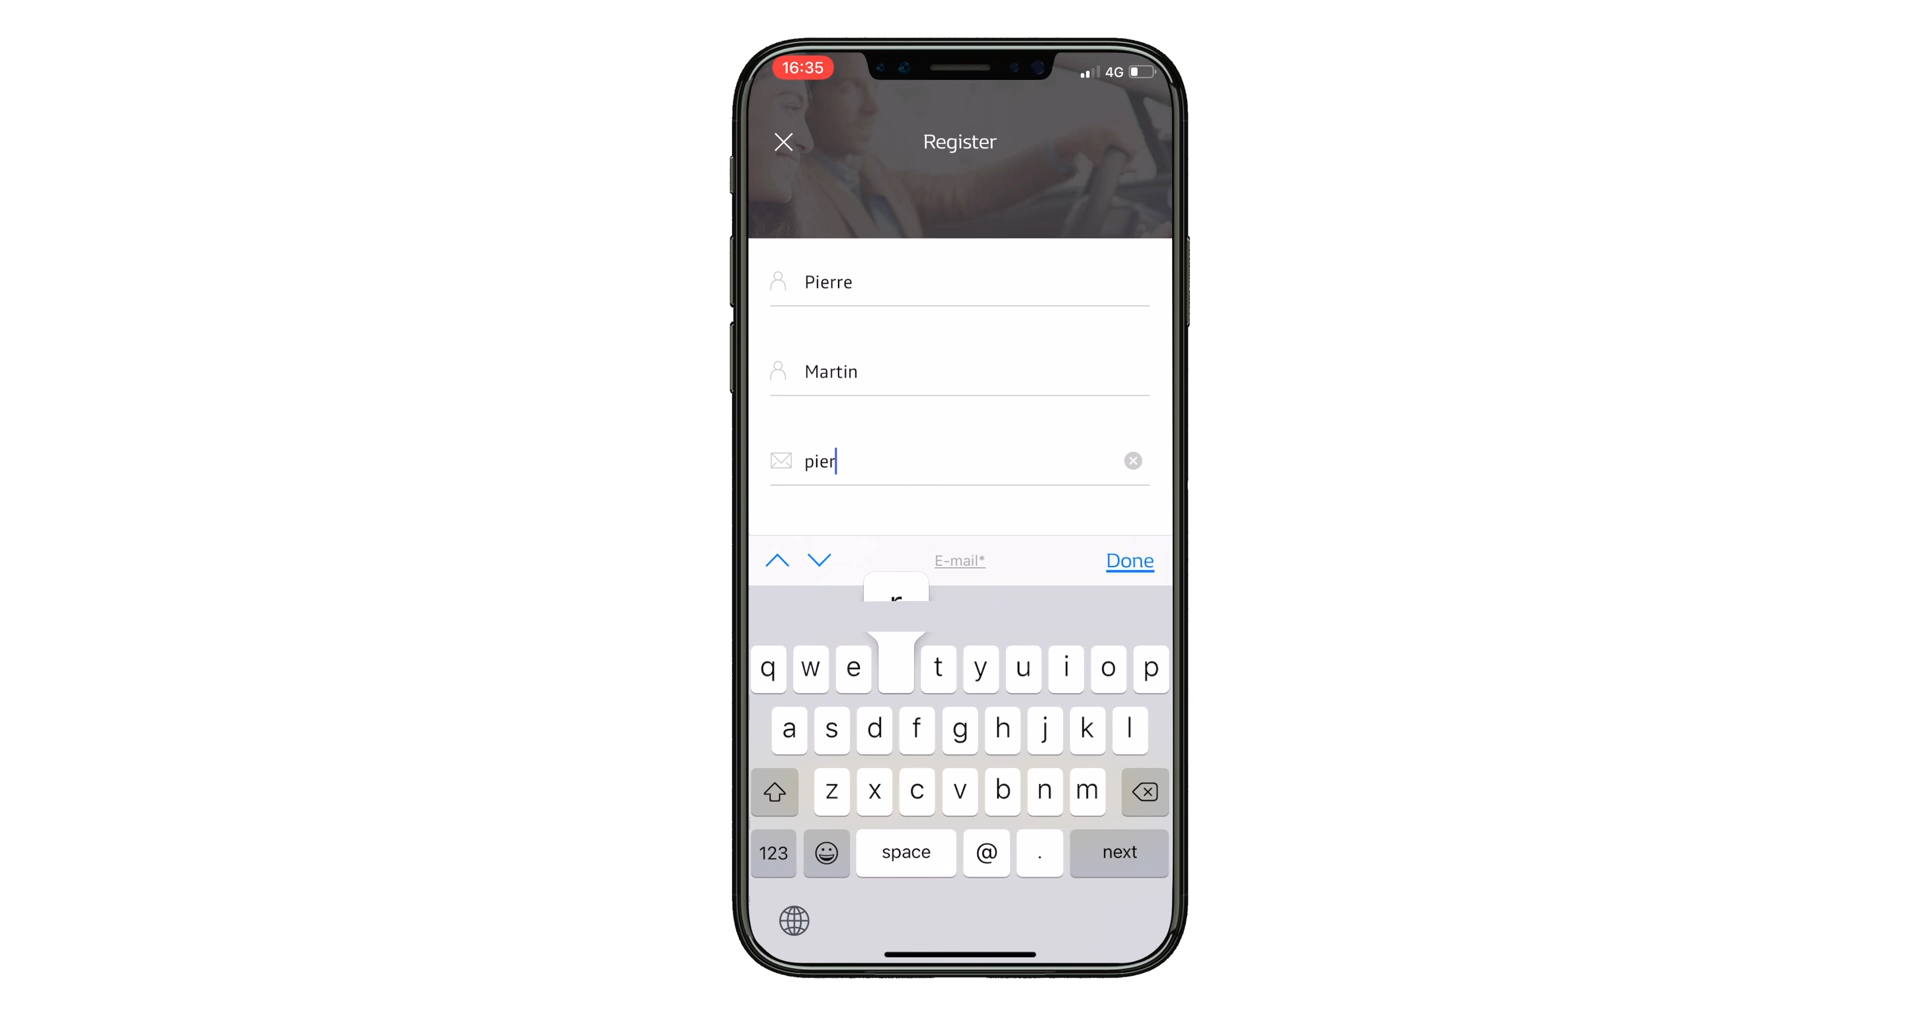 16:35
4G
Register
Pierre
Martin
pier
E-mail*
Done
r
q w e t y u i o p
a s d f g h j k l
z x c v b n m
123 space @ . next